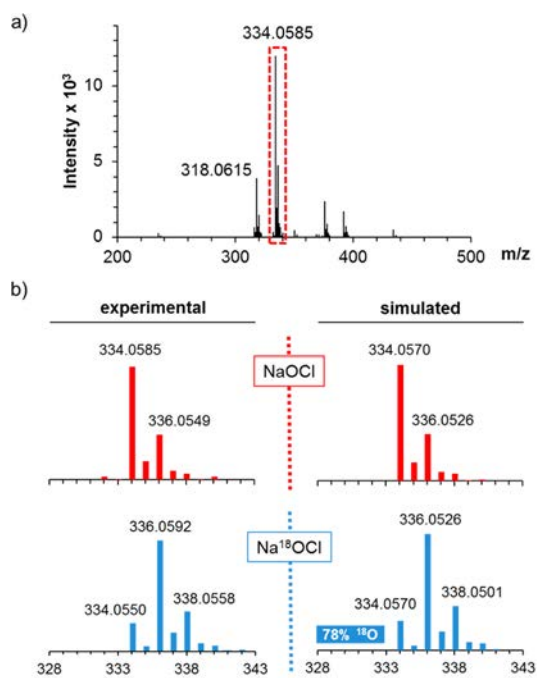 a)
334.0585
Intensity x 10³
10
5
0
318.0615
200 300 400 500 m/z
b)
experimental simulated
334.0585
336.0549
NaOCl
334.0570
336.0526
336.0592
334.0550
338.0558
Na¹⁸OCl
336.0526
334.0570
338.0501
78% ¹⁸O
328 333 338 343 328 333 338 343